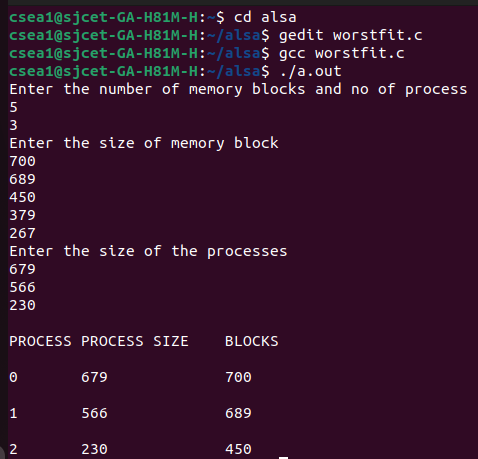 csea1@sjcet-GA-H81M-H:~$ cd alsa
csea1@sjcet-GA-H81M-H:~/alsa$ gedit worstfit.c
csea1@sjcet-GA-H81M-H:~/alsa$ gcc worstfit.c
csea1@sjcet-GA-H81M-H:~/alsa$ ./a.out
Enter the number of memory blocks and no of process
5
3
Enter the size of memory block
700
689
450
379
267
Enter the size of the processes
679
566
230
PROCESS PROCESS SIZE    BLOCKS
0       679             700
1       566             689
2       230             450